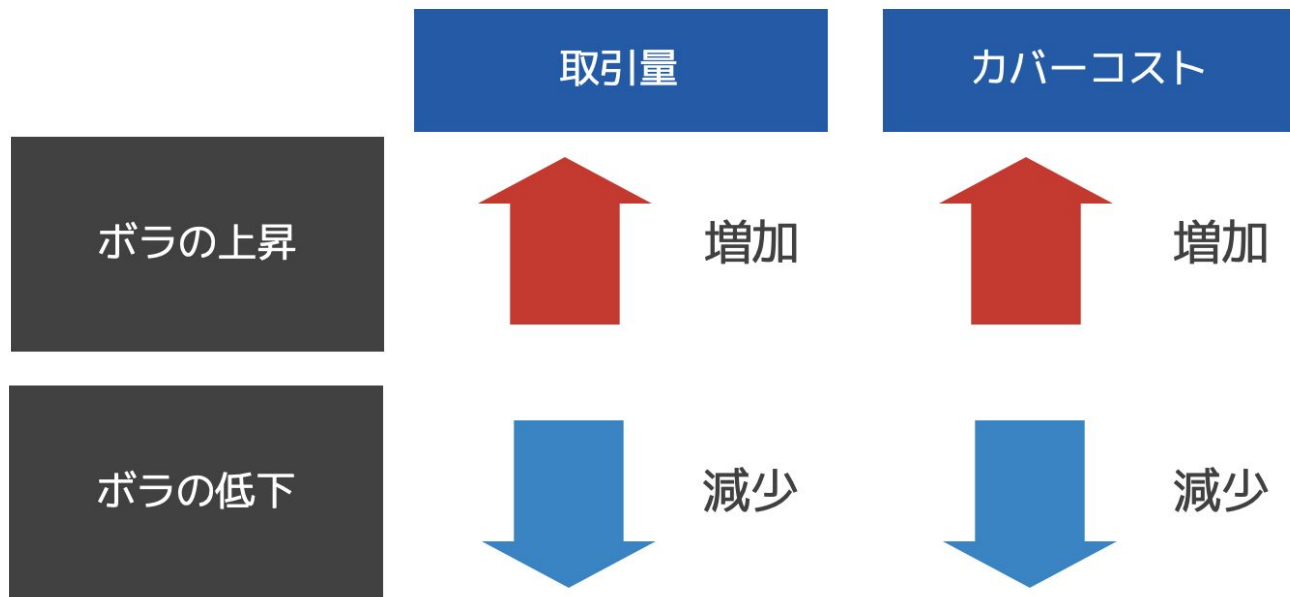 取引量
カバーコスト
ボラの上昇
増加
増加
ボラの低下
減少
減少